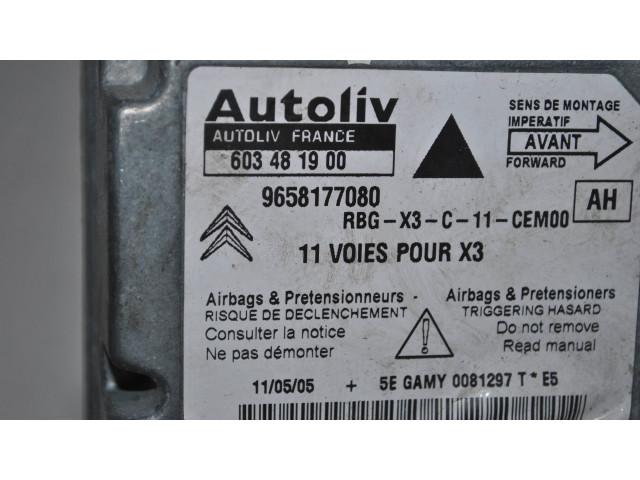 Autoliv
AUTOLIV FRANCE
603 48 19 00
SENS DE MONTAGE
IMPERATIF
AVANT
FORWARD
9658177080
AH
RBG-X3-C-11-CEM00
11 VOIES POUR X3
Airbags & Pretensionneurs -
RISQUE DE DECLENCHEMENT
Consulter la notice
Ne pas démonter
Airbags & Pretensioners
TRIGGERING HASARD
Do not remove
Read manual
11/05/05 + 5E GAMY 0081297 T * E5